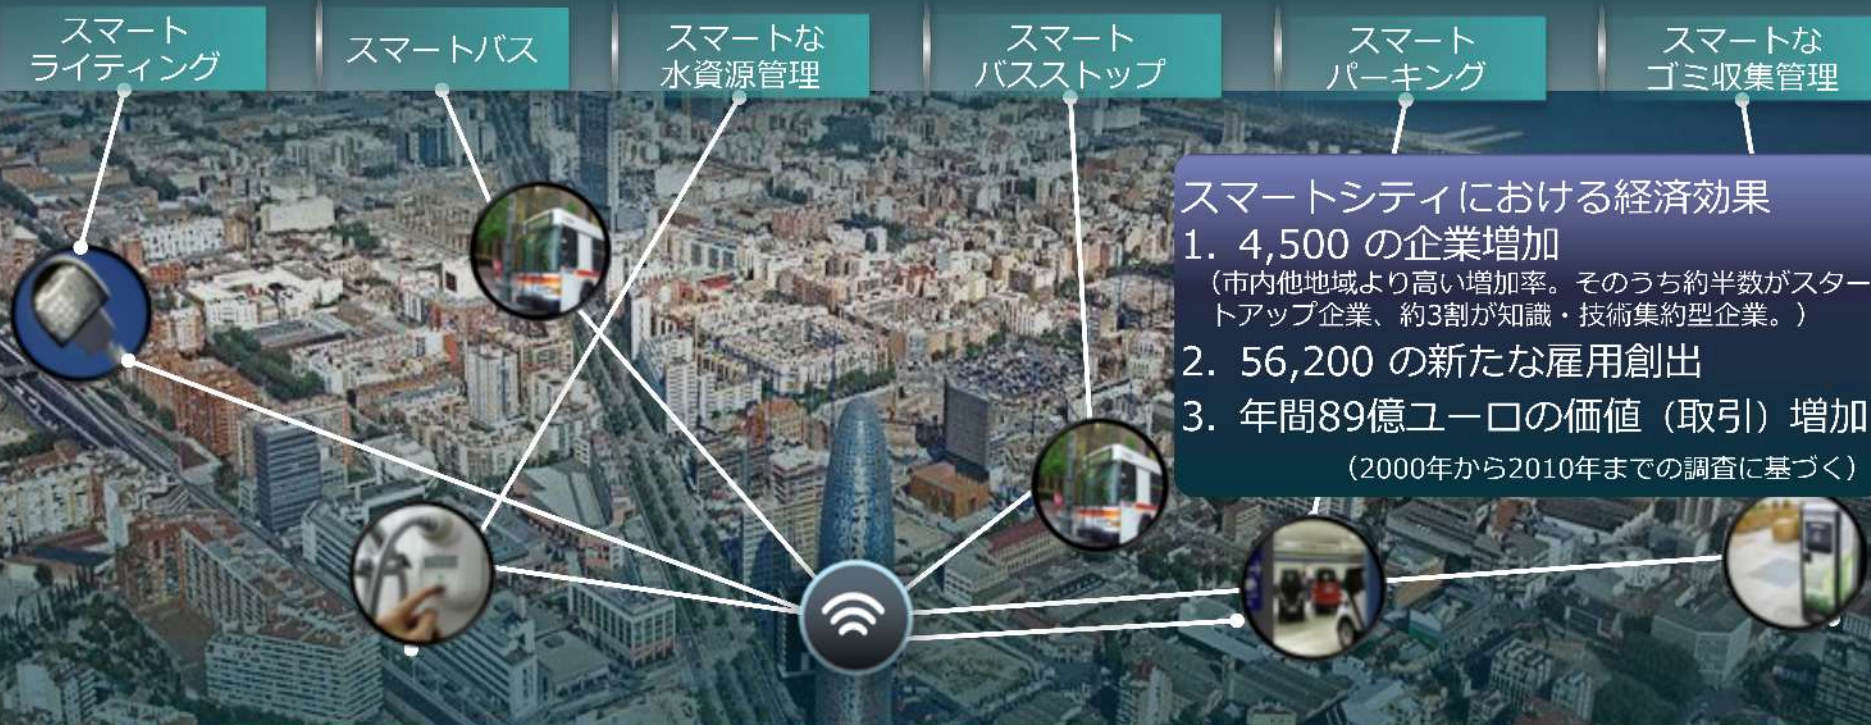 スマート
ライティング
スマートバス
スマートな
水資源管理
スマート
バスストップ
スマート
パーキング
スマートな
ゴミ収集管理
スマートシティにおける経済効果
1. 4,500 の企業増加
（市内他地域より高い増加率。そのうち約半数がスター
トアップ企業、約3割が知識・技術集約型企業。）
2. 56,200 の新たな雇用創出
3. 年間89億ユーロの価値（取引）増加
（2000年から2010年までの調査に基づく）